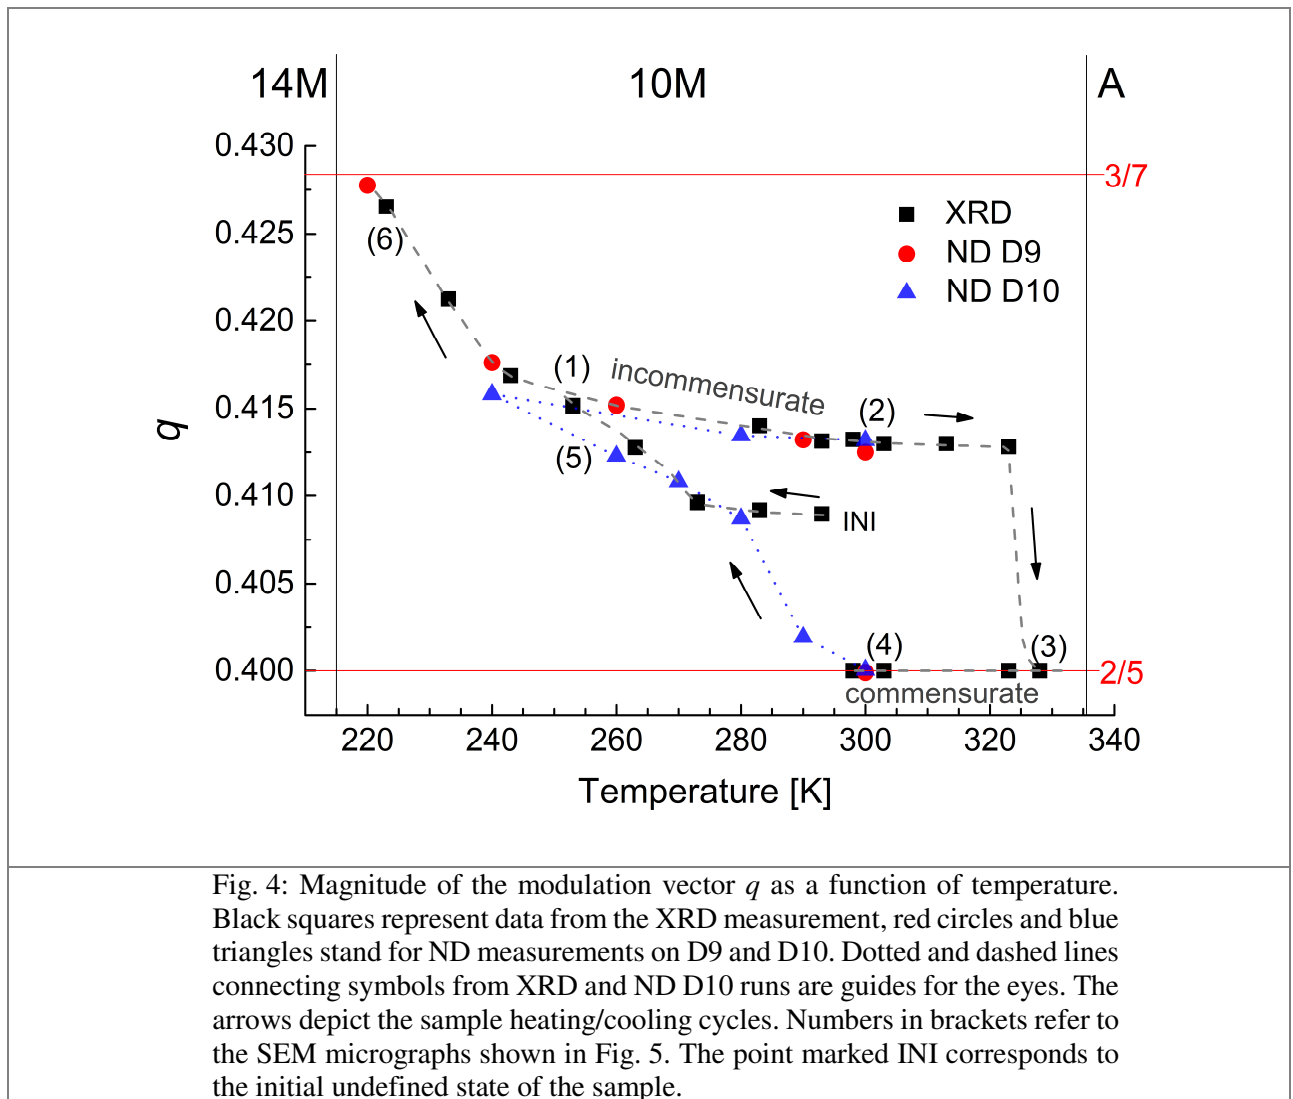 14M 10M A
0.430
3/7
XRD
0.425
(6)
ND D9
ND D10
0.420
(1)
incommensurate
0.415
(2)
q
(5)
0.410
INI
0.405
(4)
(3)
0.400
2/5
commensurate
220 240 260 280 300 320 340
Temperature [K]
Fig. 4: Magnitude of the modulation vector q as a function of temperature.
Black squares represent data from the XRD measurement, red circles and blue
triangles stand for ND measurements on D9 and D10. Dotted and dashed lines
connecting symbols from XRD and ND D10 runs are guides for the eyes. The
arrows depict the sample heating/cooling cycles. Numbers in brackets refer to
the SEM micrographs shown in Fig. 5. The point marked INI corresponds to
the initial undefined state of the sample.